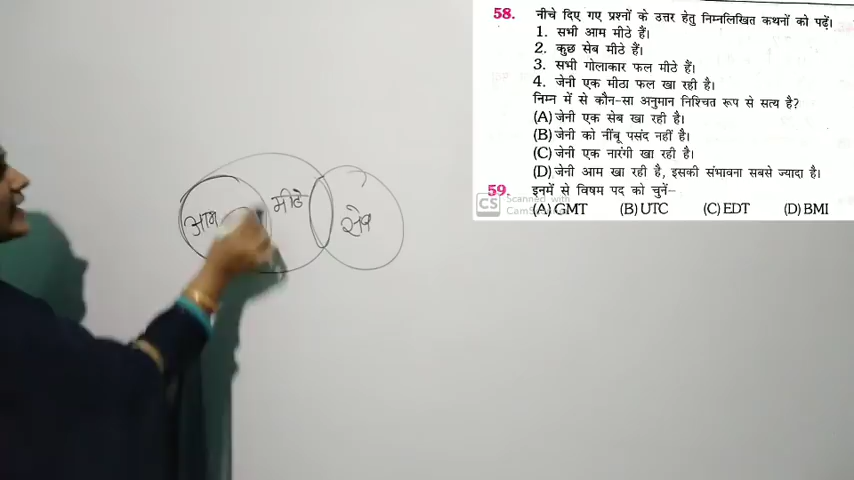 58. नीचे दिए गए प्रश्नों के उत्तर हेतु निम्नलिखित कथनों को पढ़ें।
1. सभी आम मीठे हैं।
2. कुछ सेब मीठे हैं।
3. सभी गोलाकार फल मीठे हैं।
4. जेनी एक मीठा फल खा रही है।
निम्न में से कौन-सा अनुमान निश्चित रूप से सत्य है?
(A) जेनी एक सेब खा रही है।
(B) जेनी को नींबू पसंद नहीं है।
(C) जेनी एक नारंगी खा रही है।
(D) जेनी आम खा रही है, इसकी संभावना सबसे ज्यादा है।
59. इनमें से विषम पद को चुनें–
CS Scanned with
CamScanner
(A) GMT (B) UTC (C) EDT (D) BMI
आम मीठे सेब